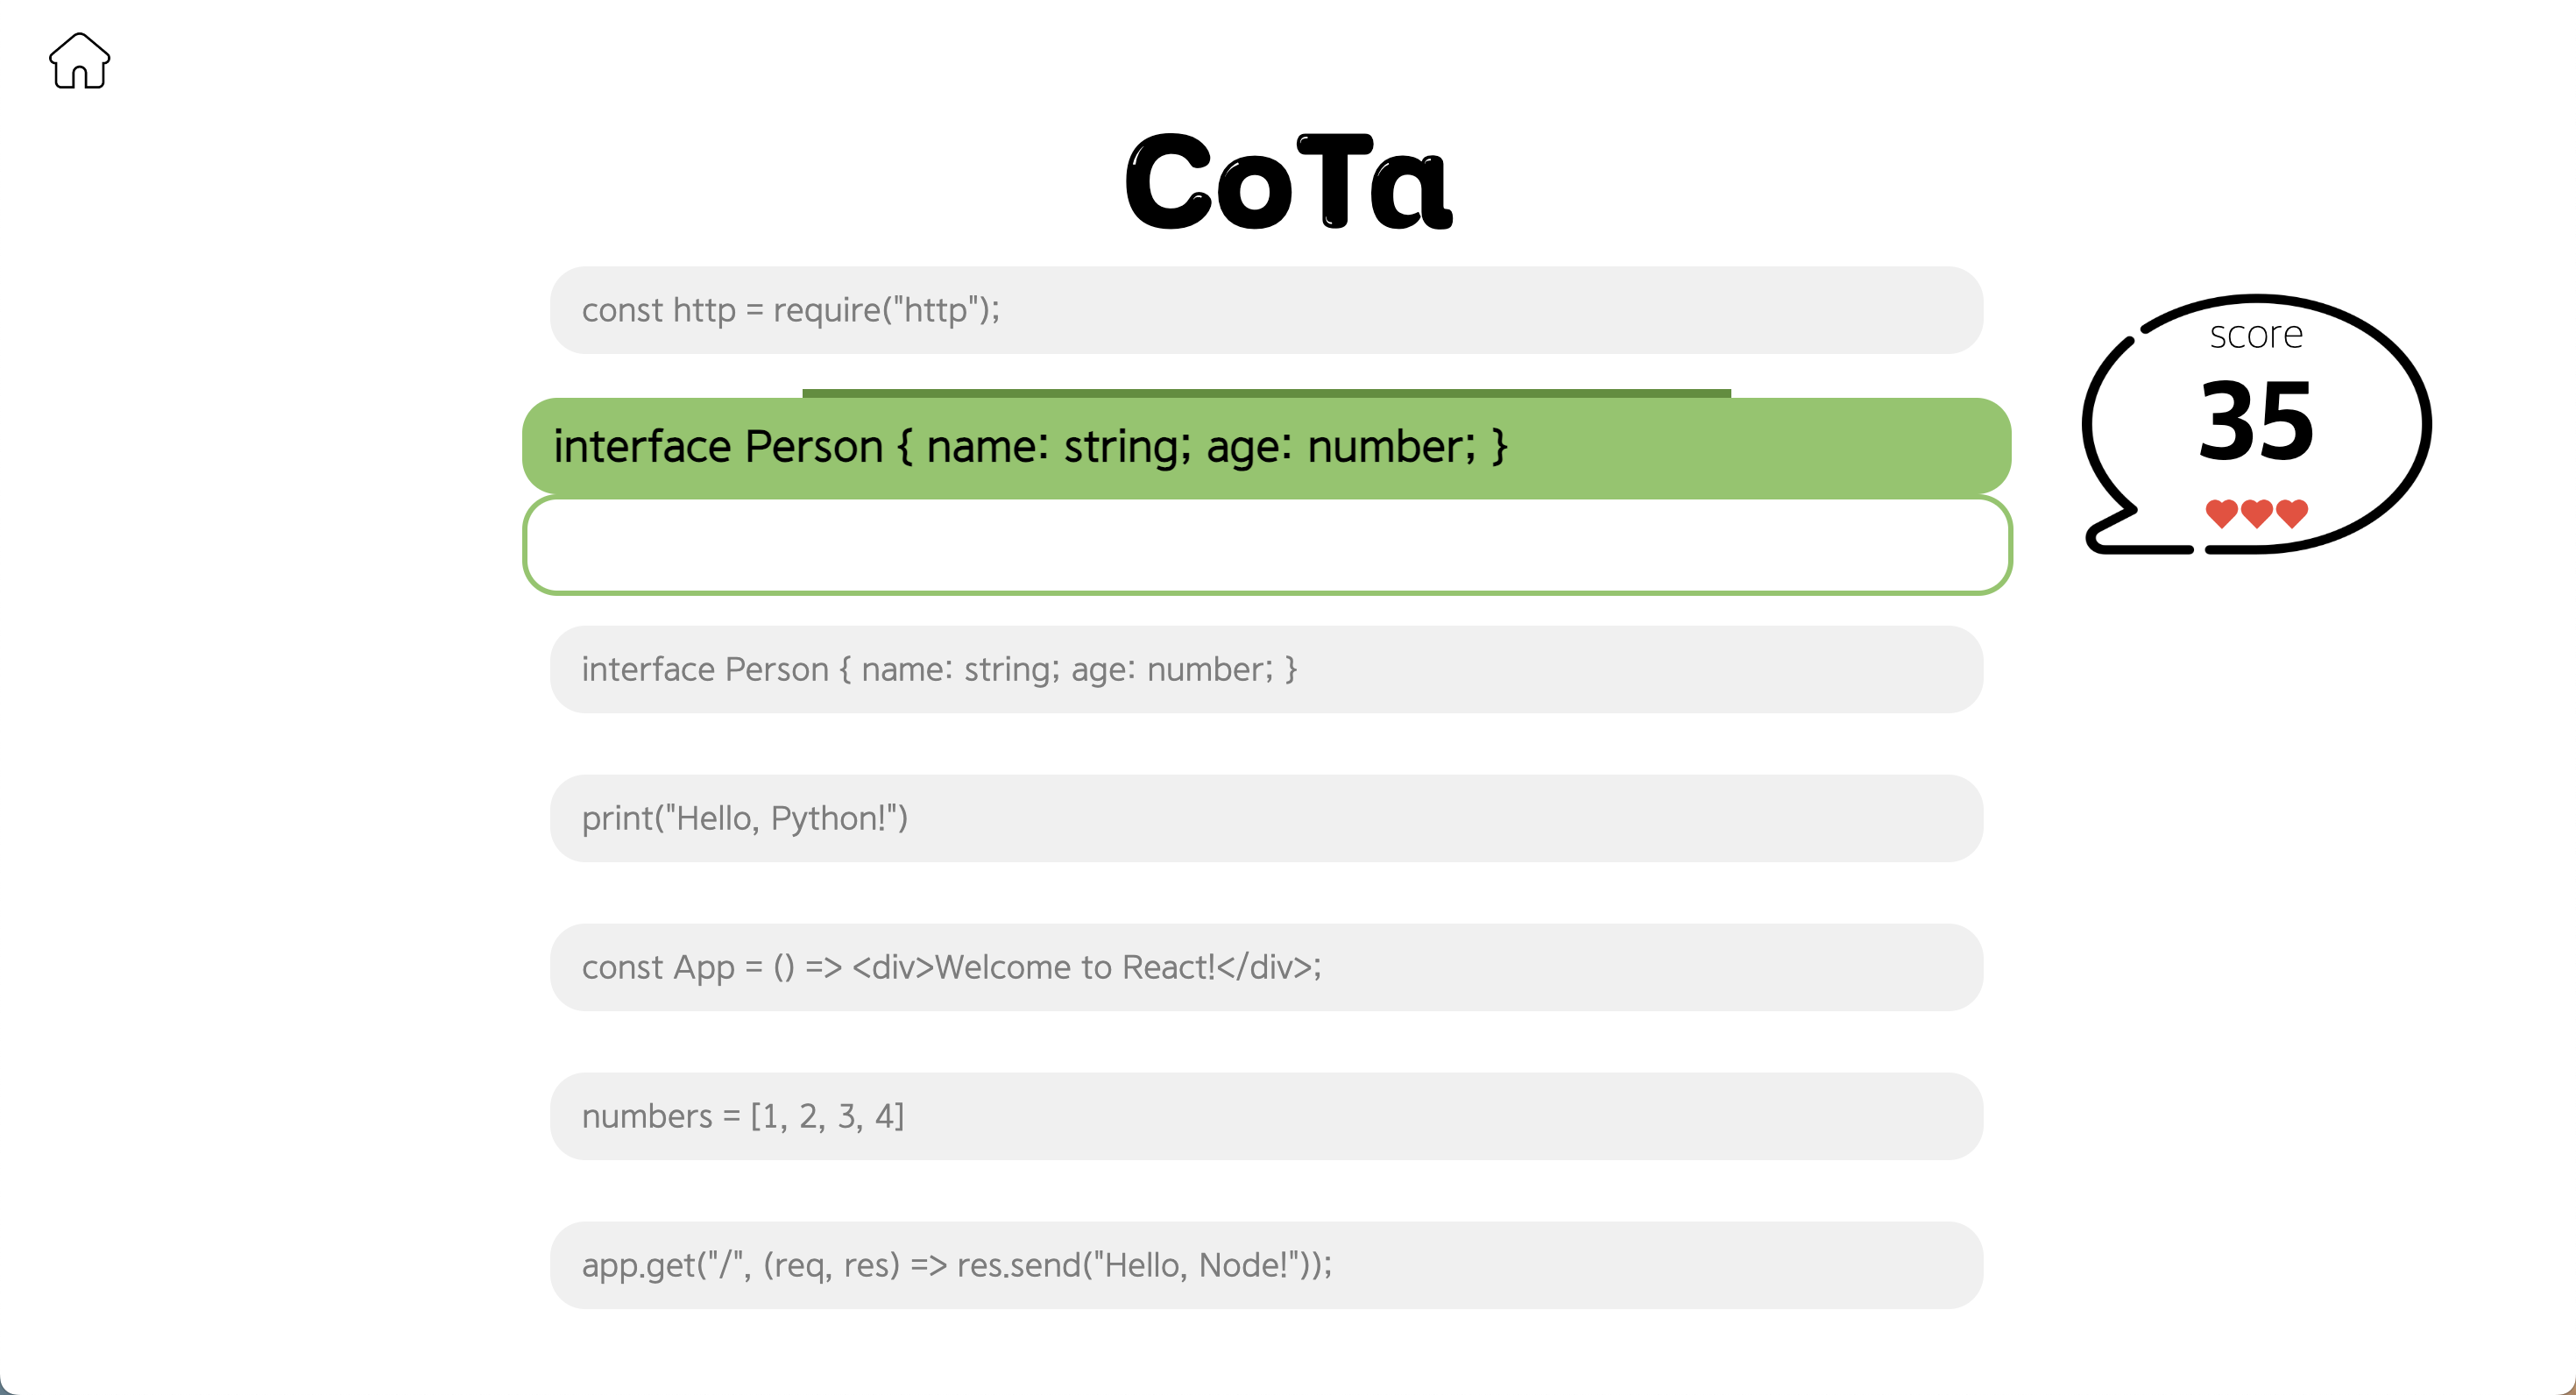 CoTa
const http = require("http");
interface Person { name: string; age: number; }
score
35
interface Person { name: string; age: number; }
print("Hello, Python!")
const App = () => <div>Welcome to React!</div>;
numbers = [1, 2, 3, 4]
app.get("/", (req, res) => res.send("Hello, Node!"));